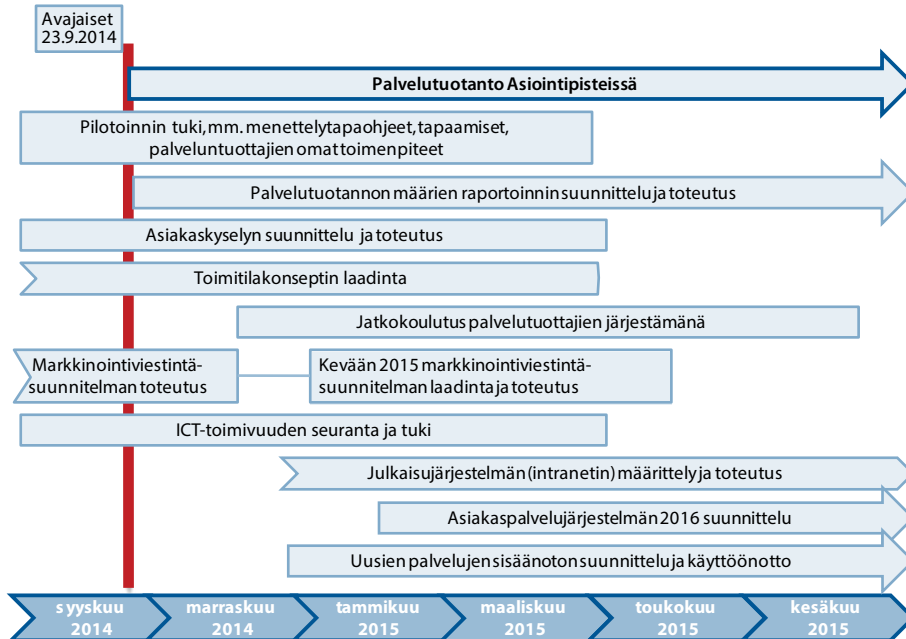 Avajaiset
23.9.2014
Palvelutuotanto Asiointipisteissä
Pilotoinnin tuki, mm. menettelytapaohjeet, tapaamiset,
palveluntuottajien omat toimenpiteet
Palvelutuotannon määrien raportoinnin suunnittelu ja toteutus
Asiakaskyselyn suunnittelu ja toteutus
Toimitilakonseptin laadinta
Jatkokoulutus palvelutuottajien järjestämänä
Markkinointiviestintä-
suunnitelman toteutus
Kevään 2015 markkinointiviestintä-
suunnitelman laadinta ja toteutus
ICT-toimivuuden seuranta ja tuki
Julkaisujärjestelmän (intranetin) määrittely ja toteutus
Asiakaspalvelujärjestelmän 2016 suunnittelu
Uusien palvelujen sisäänoton suunnittelu ja käyttöönotto
syyskuu
2014
marraskuu
2014
tammikuu
2015
maaliskuu
2015
toukokuu
2015
kesäkuu
2015